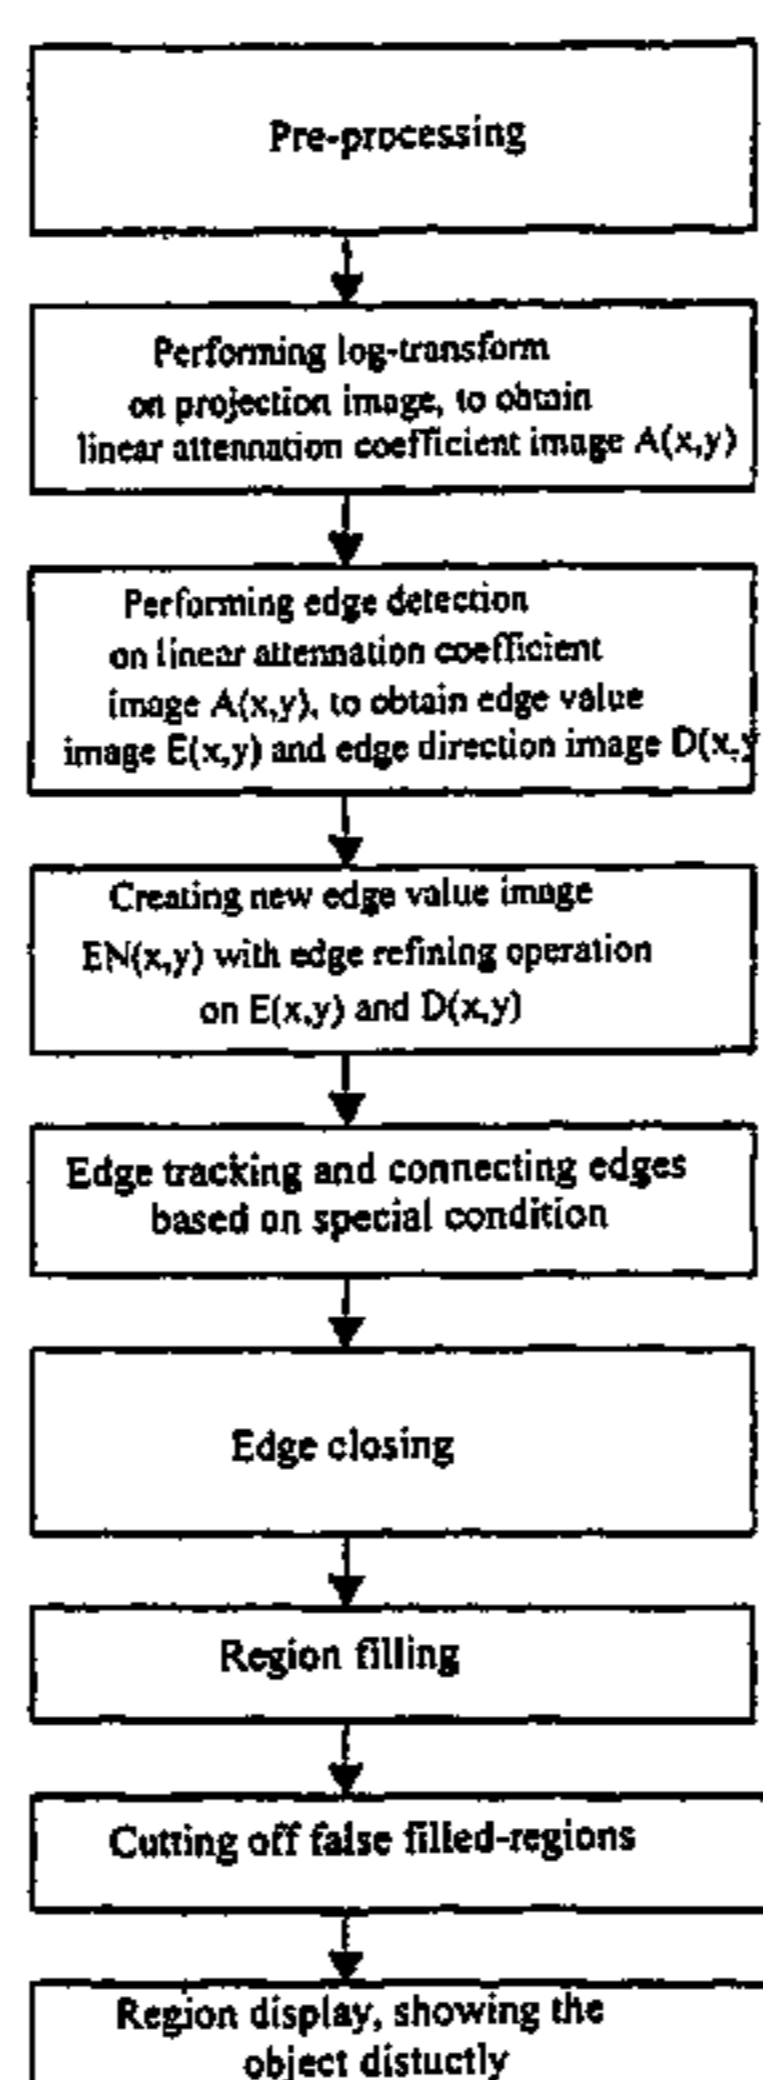 Pre-processing
Performing log-transform
on projection image, to obtain
linear attennation coefficient image A(x,y)
Performing edge detection
on linear attennation coefficient
image A(x,y), to obtain edge value
image E(x,y) and edge direction image D(x,y
Creating new edge value image
EN(x,y) with edge refining operation
on E(x,y) and D(x,y)
Edge tracking and connecting edges
based on special condition
Edge closing
Region filling
Cutting off false filled-regions
Region display, showing the
object distuctly